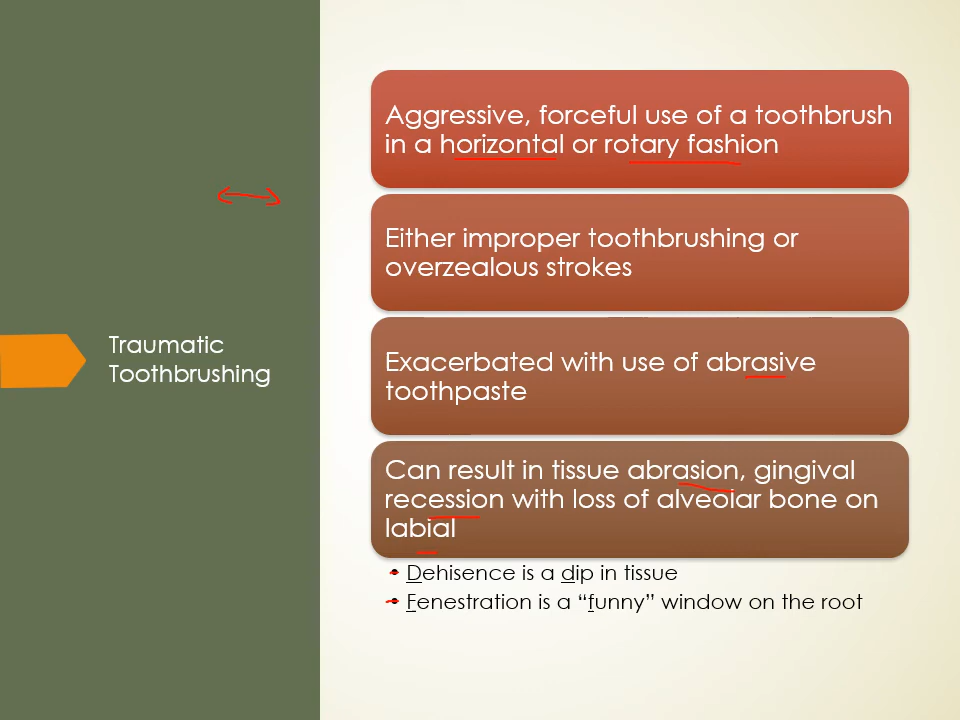 Traumatic
Toothbrushing
Aggressive, forceful use of a toothbrush
in a horizontal or rotary fashion
Either improper toothbrushing or
overzealous strokes
Exacerbated with use of abrasive
toothpaste
Can result in tissue abrasion, gingival
recession with loss of alveolar bone on
labial
• Dehisence is a dip in tissue
• Fenestration is a “funny” window on the root